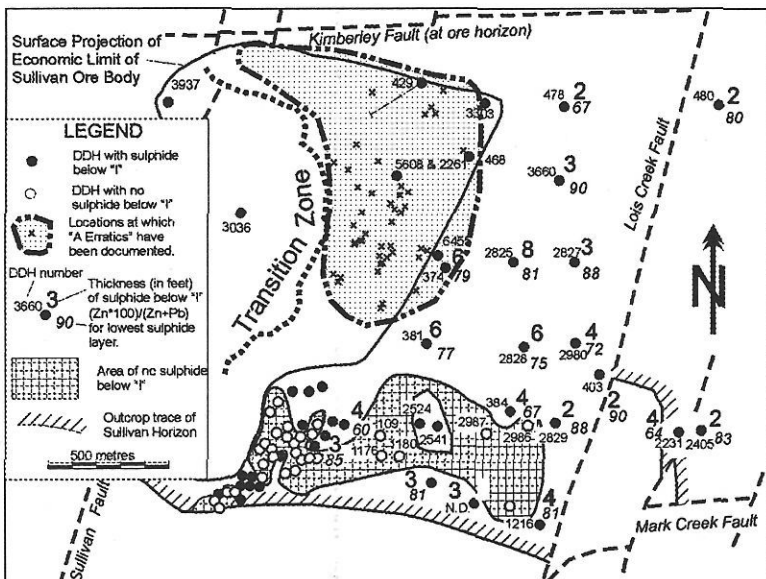 Surface Projection of
Economic Limit of
Sullivan Ore Body
Kimberley Fault (at ore horizon)
3937
429
3303
478
2
67
480
2
80
LEGEND
DDH with sulphide
below "I"
DDH with no
sulphide below "I"
Locations at which
"A Erratics" have
been documented.
DDH number
3660
3
90
Thickness (in feet)
of sulphide below "I"
(Zn*100)/(Zn+Pb)
for lowest sulphide
layer.
Area of nc sulphide
below "I"
Outcrop trace of
Sullivan Horizon
500 metres
5608 & 2261
468
3660
3
90
3036
Transition Zone
Lois Creek Fault
N
645
6
374
79
2825
8
81
2827
3
88
381
6
77
2828
6
75
2980
4
72
403
2
90
384
4
67
2
2829
88
4
60
109
2524
2541
2987
2986
1176
180
3
85
4
64
2231
2
2405
83
3
81
3
N.D.
4
1216
81
Sullivan Fault
Mark Creek Fault